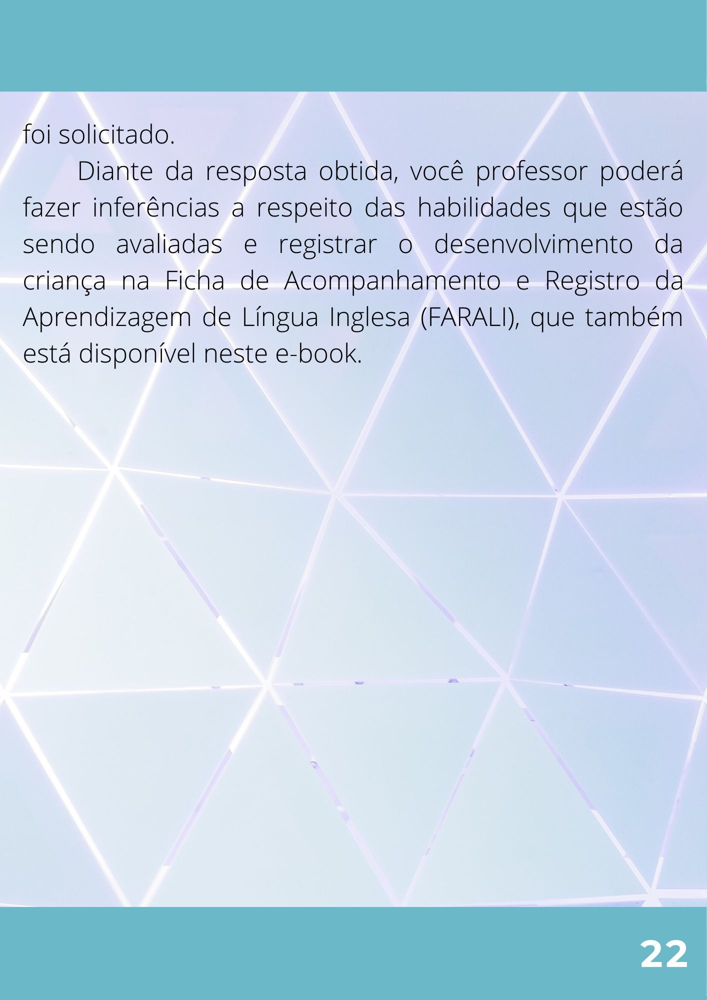 foi solicitado.
Diante da resposta obtida, você professor poderá
fazer inferências a respeito das habilidades que estão
sendo avaliadas e registrar o desenvolvimento da
criança na Ficha de Acompanhamento e Registro da
Aprendizagem de Língua Inglesa (FARALI), que também
está disponível neste e-book.
22